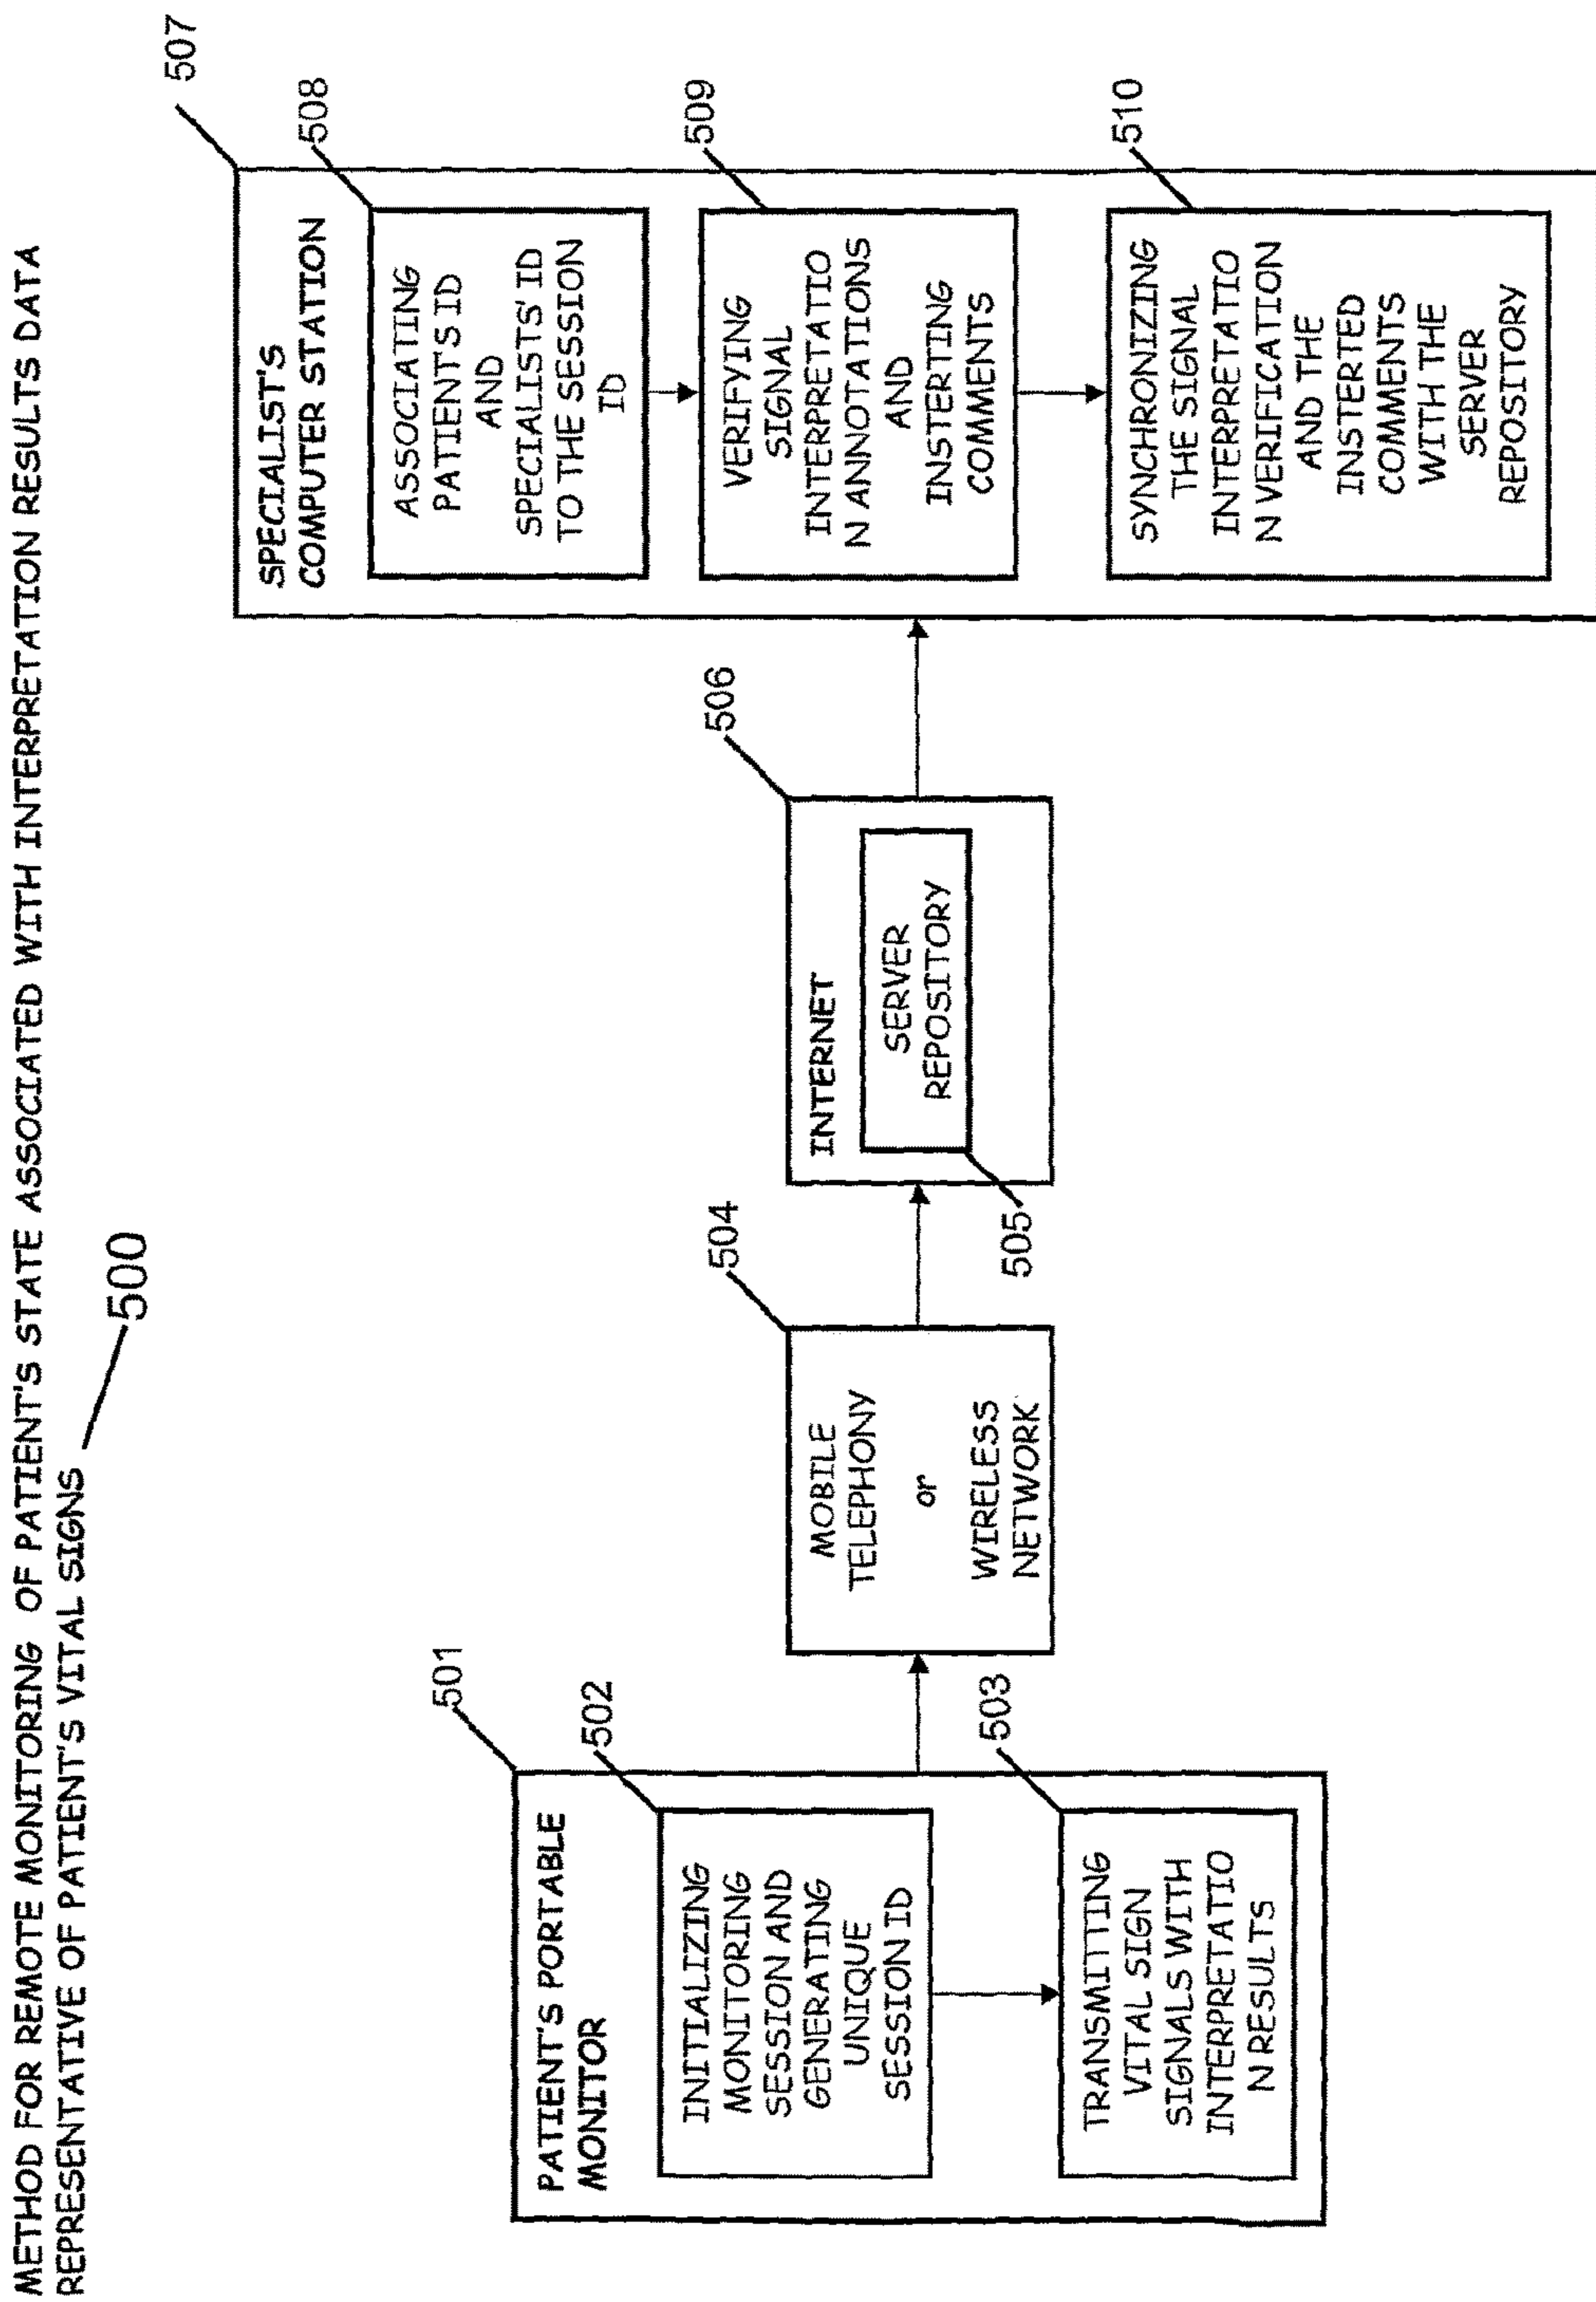 METHOD FOR REMOTE MONITORING OF PATIENT'S STATE ASSOCIATED WITH INTERPRETATION RESULTS DATA
REPRESENTATIVE OF PATIENT'S VITAL SIGNS
500
501
PATIENT'S PORTABLE
MONITOR
502
INITIALIZING
MONITORING
SESSION AND
GENERATING
UNIQUE
SESSION ID
503
TRANSMITTING
VITAL SIGN
SIGNALS WITH
INTERPRETATIO
N RESULTS
504
MOBILE
TELEPHONY
or
WIRELESS
NETWORK
506
INTERNET
SERVER
REPOSITORY
505
507
SPECIALIST'S
COMPUTER STATION
508
ASSOCIATING
PATIENTS ID
AND
SPECIALISTS' ID
TO THE SESSION
ID
509
VERIFYING
SIGNAL
INTERPRETATIO
N ANNOTATIONS
AND
INSTERTING
COMMENTS
510
SYNCHRONIZING
THE SIGNAL
INTERPRETATIO
N VERIFICATION
AND THE
INSTERTED
COMMENTS
WITH THE
SERVER
REPOSITORY